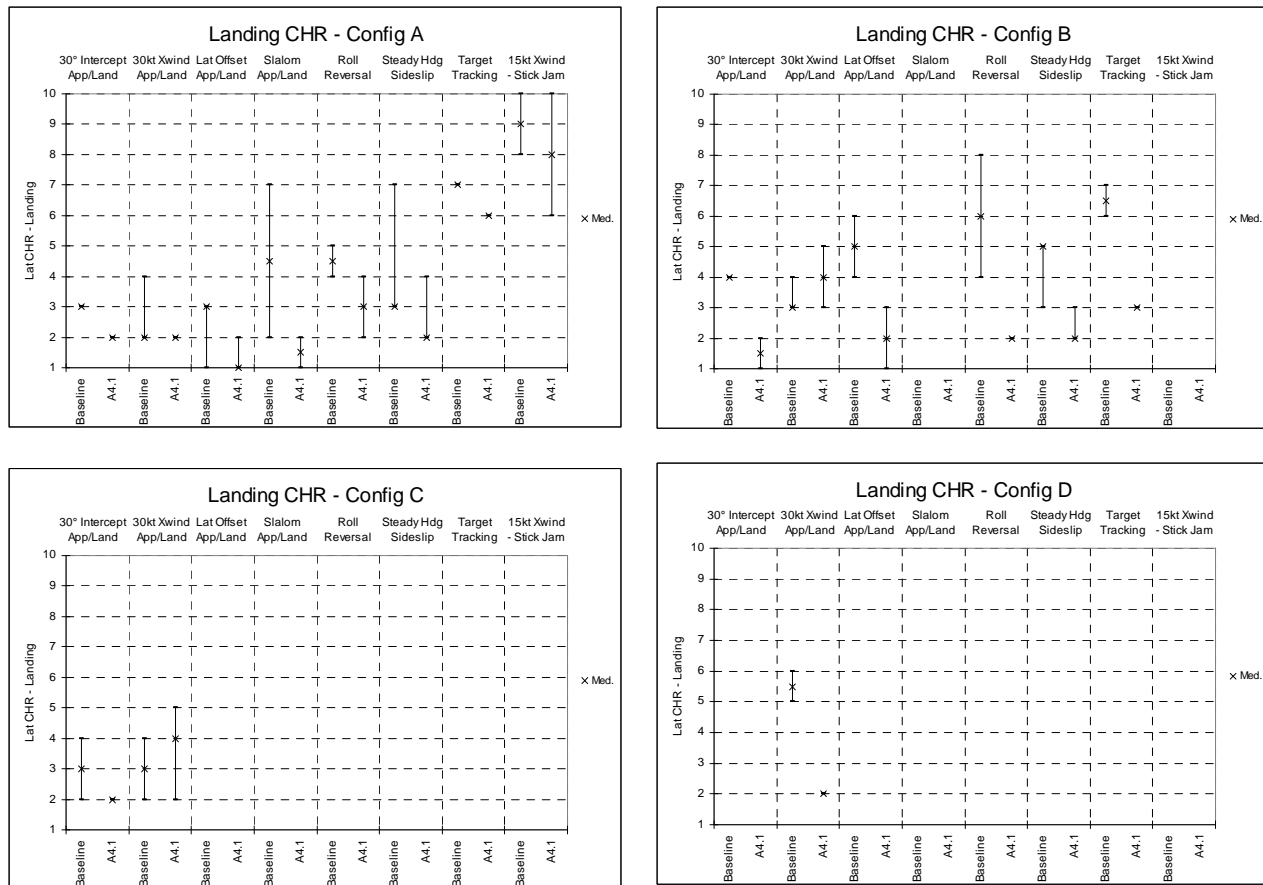 Landing CHR - Config A
30° Intercept 30kt Xwind Lat Offset Slalom Roll Steady Hdg Target 15kt Xwind
App/Land App/Land App/Land App/Land Reversal Sideslip Tracking - Stick Jam
10
9
8
7
6
5
4
3
2
1
Lat CHR - Landing
× Med.
Baseline A4.1 Baseline A4.1 Baseline A4.1 Baseline A4.1 Baseline A4.1 Baseline A4.1 Baseline A4.1 Baseline A4.1
Landing CHR - Config B
30° Intercept 30kt Xwind Lat Offset Slalom Roll Steady Hdg Target 15kt Xwind
App/Land App/Land App/Land App/Land Reversal Sideslip Tracking - Stick Jam
10
9
8
7
6
5
4
3
2
1
Lat CHR - Landing
× Med.
Baseline A4.1 Baseline A4.1 Baseline A4.1 Baseline A4.1 Baseline A4.1 Baseline A4.1 Baseline A4.1 Baseline A4.1
Landing CHR - Config C
30° Intercept 30kt Xwind Lat Offset Slalom Roll Steady Hdg Target 15kt Xwind
App/Land App/Land App/Land App/Land Reversal Sideslip Tracking - Stick Jam
10
9
8
7
6
5
4
3
2
1
Lat CHR - Landing
× Med.
Baseline A4.1 Baseline A4.1 Baseline A4.1 Baseline A4.1 Baseline A4.1 Baseline A4.1 Baseline A4.1 Baseline A4.1
Landing CHR - Config D
30° Intercept 30kt Xwind Lat Offset Slalom Roll Steady Hdg Target 15kt Xwind
App/Land App/Land App/Land App/Land Reversal Sideslip Tracking - Stick Jam
10
9
8
7
6
5
4
3
2
1
Lat CHR - Landing
× Med.
Baseline A4.1 Baseline A4.1 Baseline A4.1 Baseline A4.1 Baseline A4.1 Baseline A4.1 Baseline A4.1 Baseline A4.1